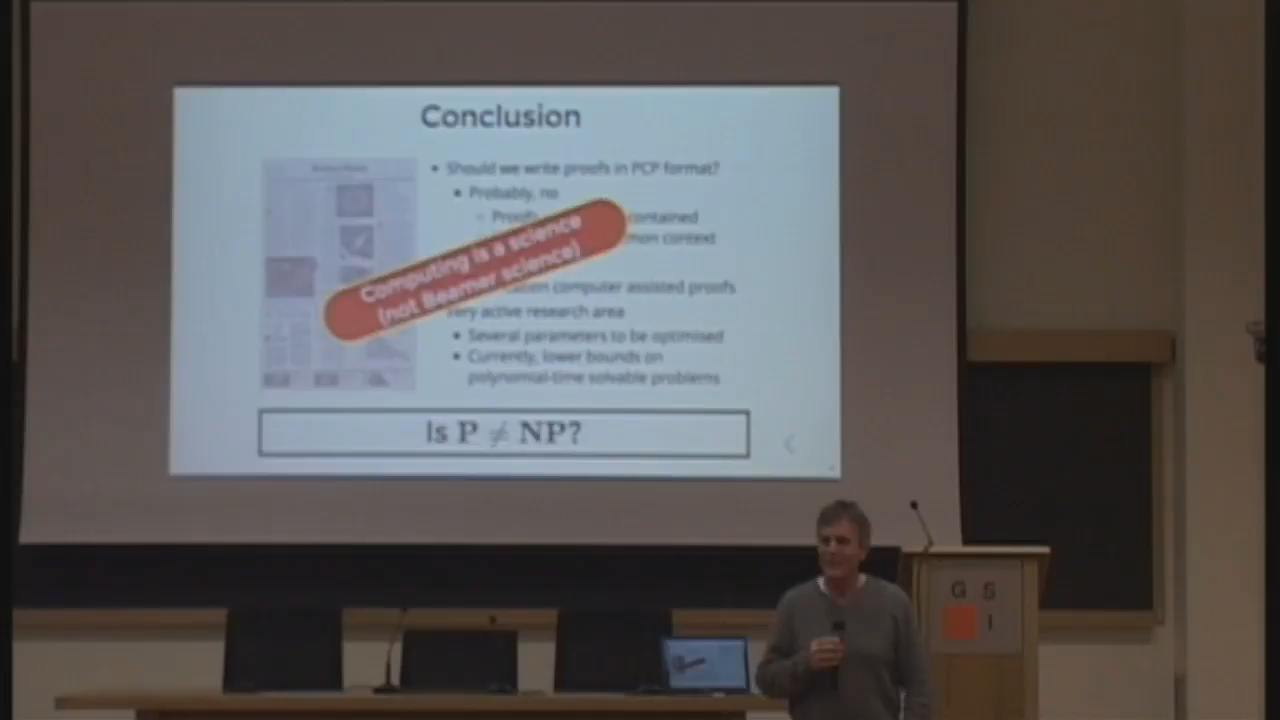 Conclusion
Should we write proofs in PCP format?
Probably, no
Proofs contained
context
computer assisted proofs
Very active research area
Several parameters to be optimised
Currently, lower bounds on
polynomial-time solvable problems
Computing is a science
(not Beamer science)
Is P ≠ NP?
G S
I